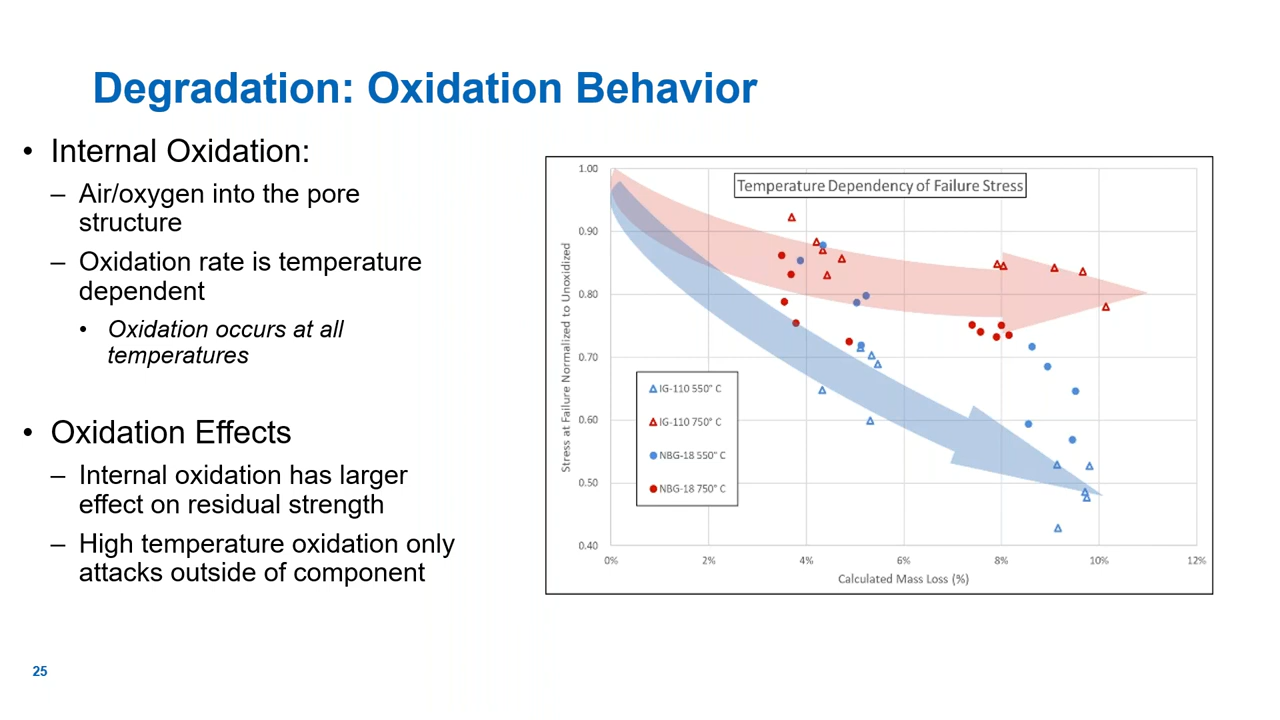 Degradation: Oxidation Behavior
• Internal Oxidation:
– Air/oxygen into the pore
structure
– Oxidation rate is temperature
dependent
• Oxidation occurs at all
temperatures
• Oxidation Effects
– Internal oxidation has larger
effect on residual strength
– High temperature oxidation only
attacks outside of component
Temperature Dependency of Failure Stress
Stress at Failure Normalized to Unoxidized
1.00
0.90
0.80
0.70
0.60
0.50
0.40
IG-110 550° C
IG-110 750° C
NBG-18 550° C
NBG-18 750° C
0%
2%
4%
6%
8%
10%
12%
Calculated Mass Loss (%)
25